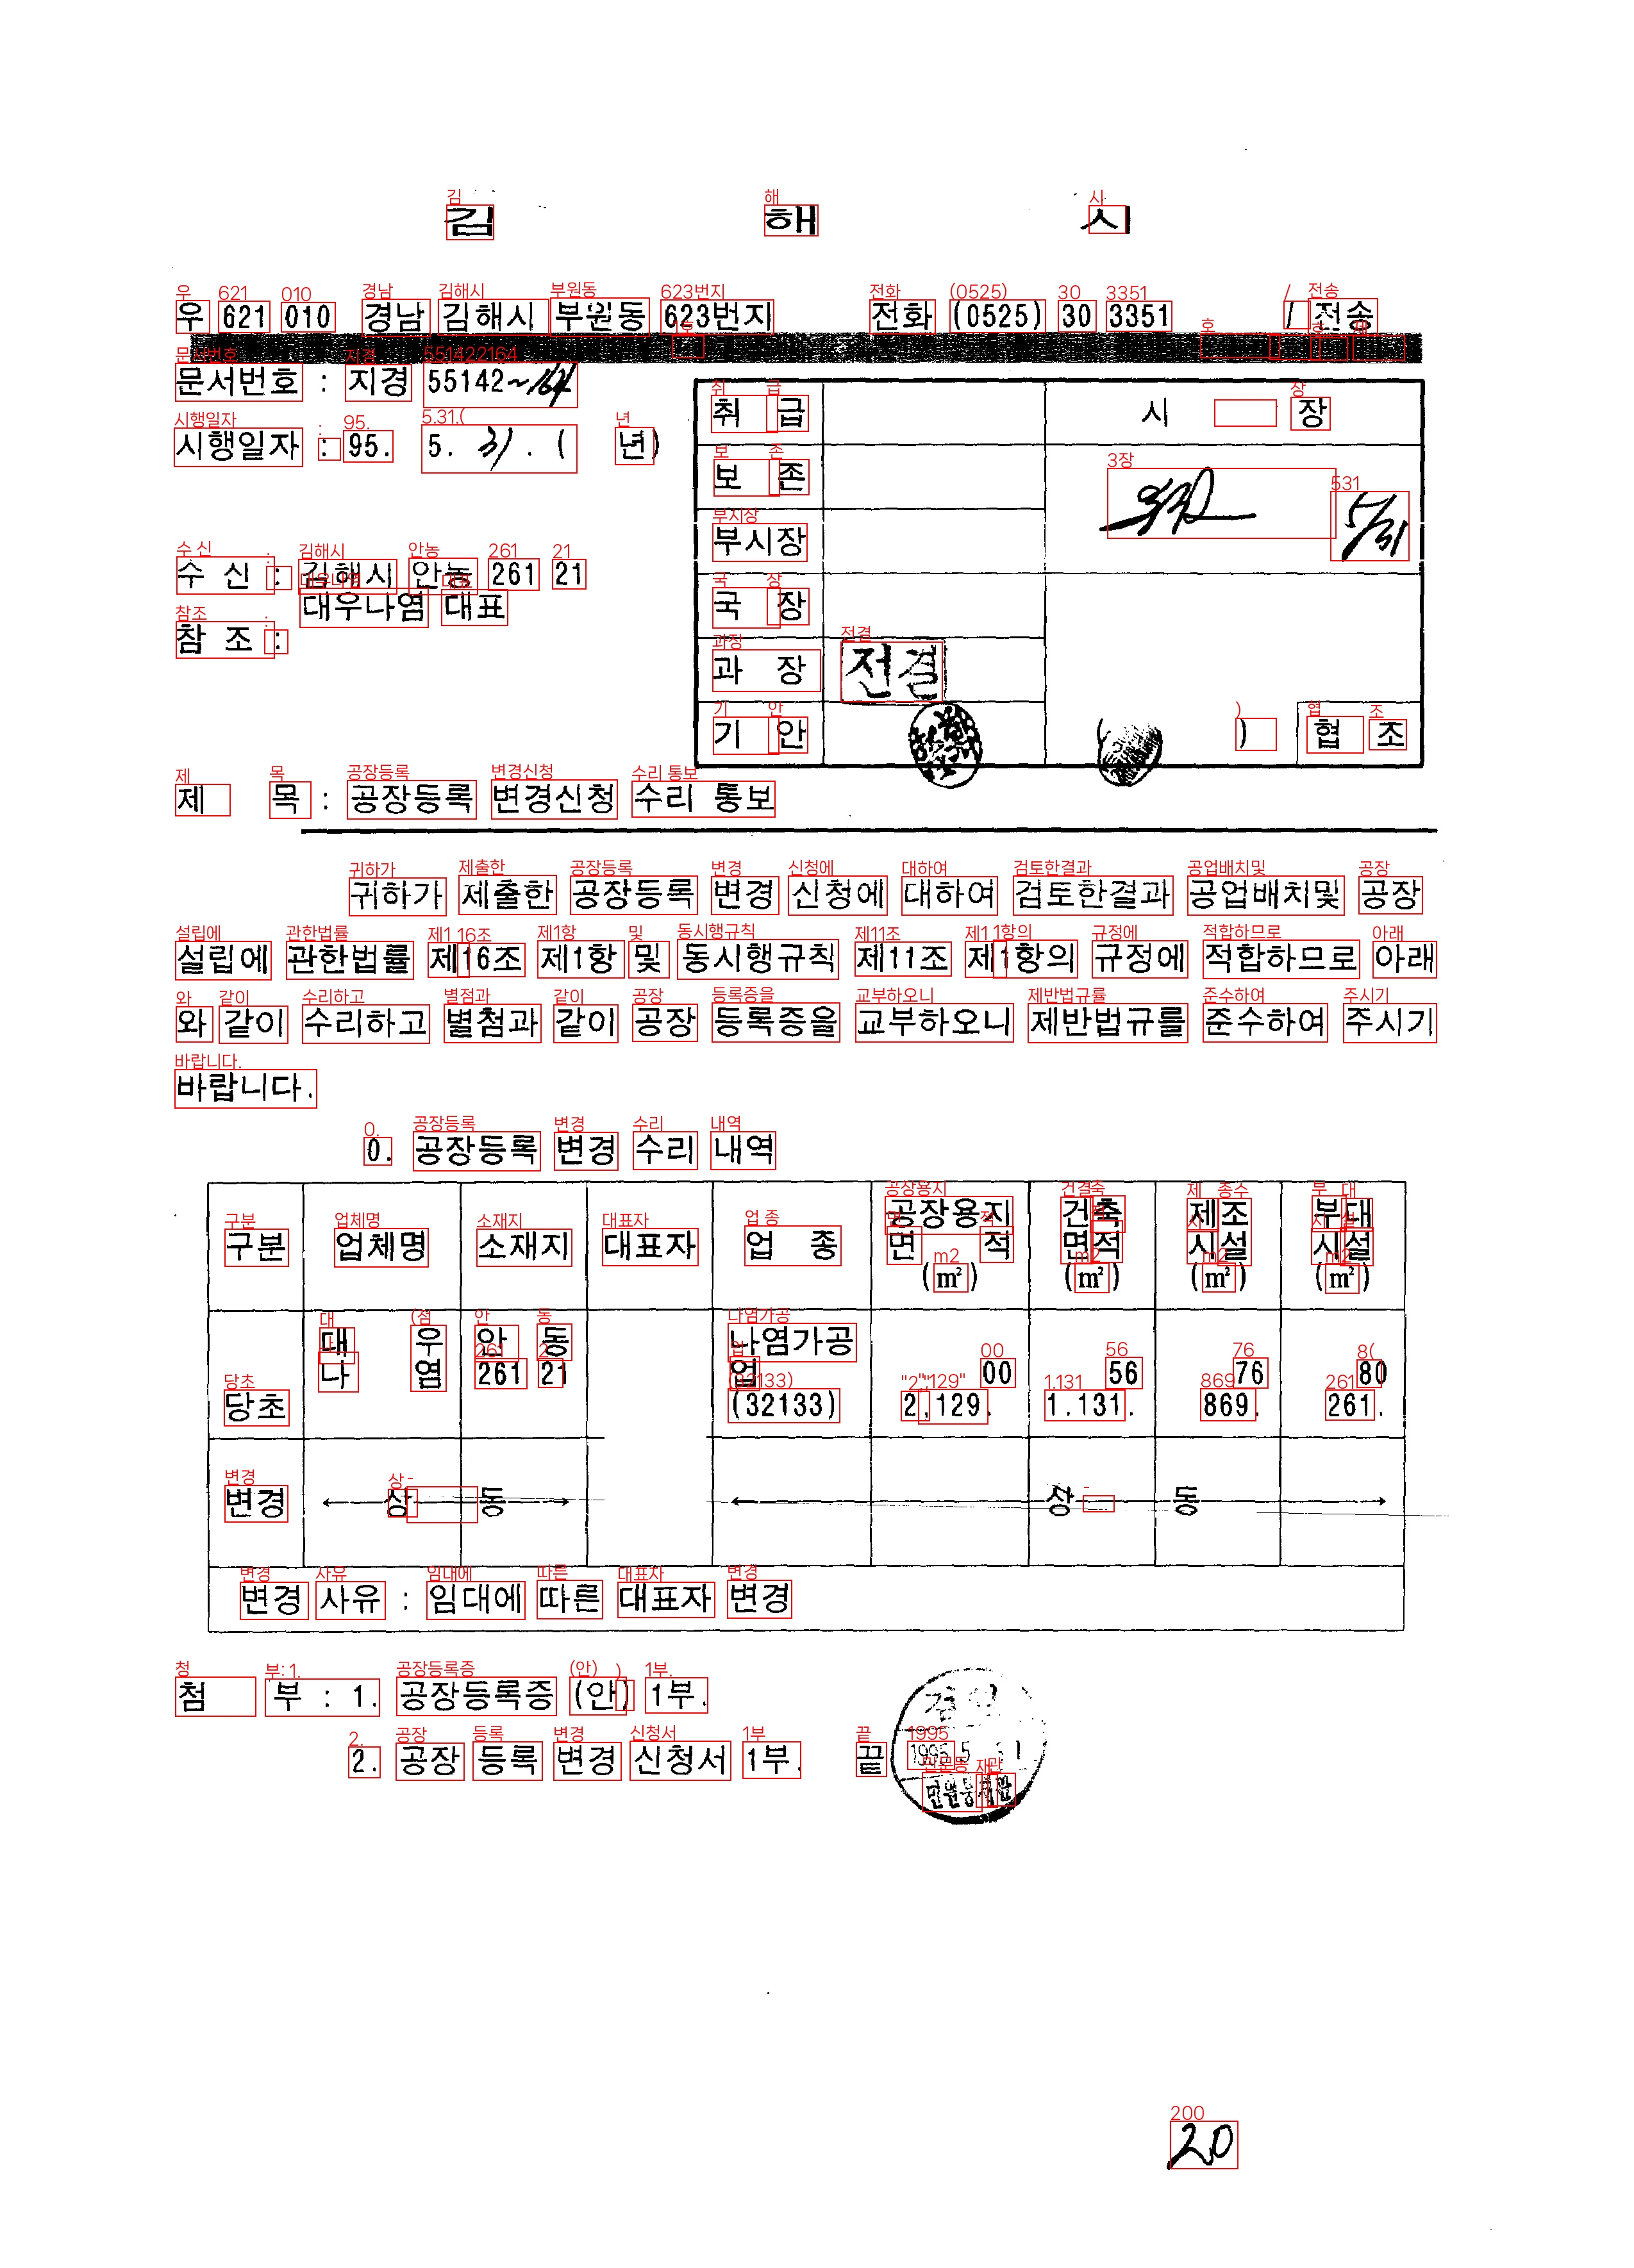 김 해 시
우 621 010 경남 김해시 부원동 623번지 전화 (0525) 30 3351 / 전송
문서번호 : 지경 55142~164
시행일자 : 95. 5. 31. ( 년)
수 신 : 김해시 안동 261 21
대우나염 대표
참 조 :
취 급 시 장
보 존
부시장 5/31
국 장
과 장 전결
기 안 ) 협 조
제 목 : 공장등록 변경신청 수리 통보
귀하가 제출한 공장등록 변경 신청에 대하여 검토한결과 공업배치및 공장
설립에 관한법률 제16조 제1항 및 동시행규칙 제11조 제1항의 규정에 적합하므로 아래
와 같이 수리하고 별첨과 같이 공장 등록증을 교부하오니 제반법규를 준수하여 주시기
바랍니다.
0. 공장등록 변경 수리 내역
구분 업체명 소재지 대표자 업 종 공장용지 면 적 (㎡) 건축 면적 (㎡) 제조 시설 (㎡) 부대 시설 (㎡)
당초 대 우 나 염 안 동 261 21 나염가공 업 (32133) 2,129. 00 1.131. 56 869. 76 261. 80
변경 ← 상 동 → ← 상 동 →
변경 사유 : 임대에 따른 대표자 변경
첨 부 : 1. 공장등록증 (안) 1부.
2. 공장 등록 변경 신청서 1부. 끝
1995 5 31
민원봉
20